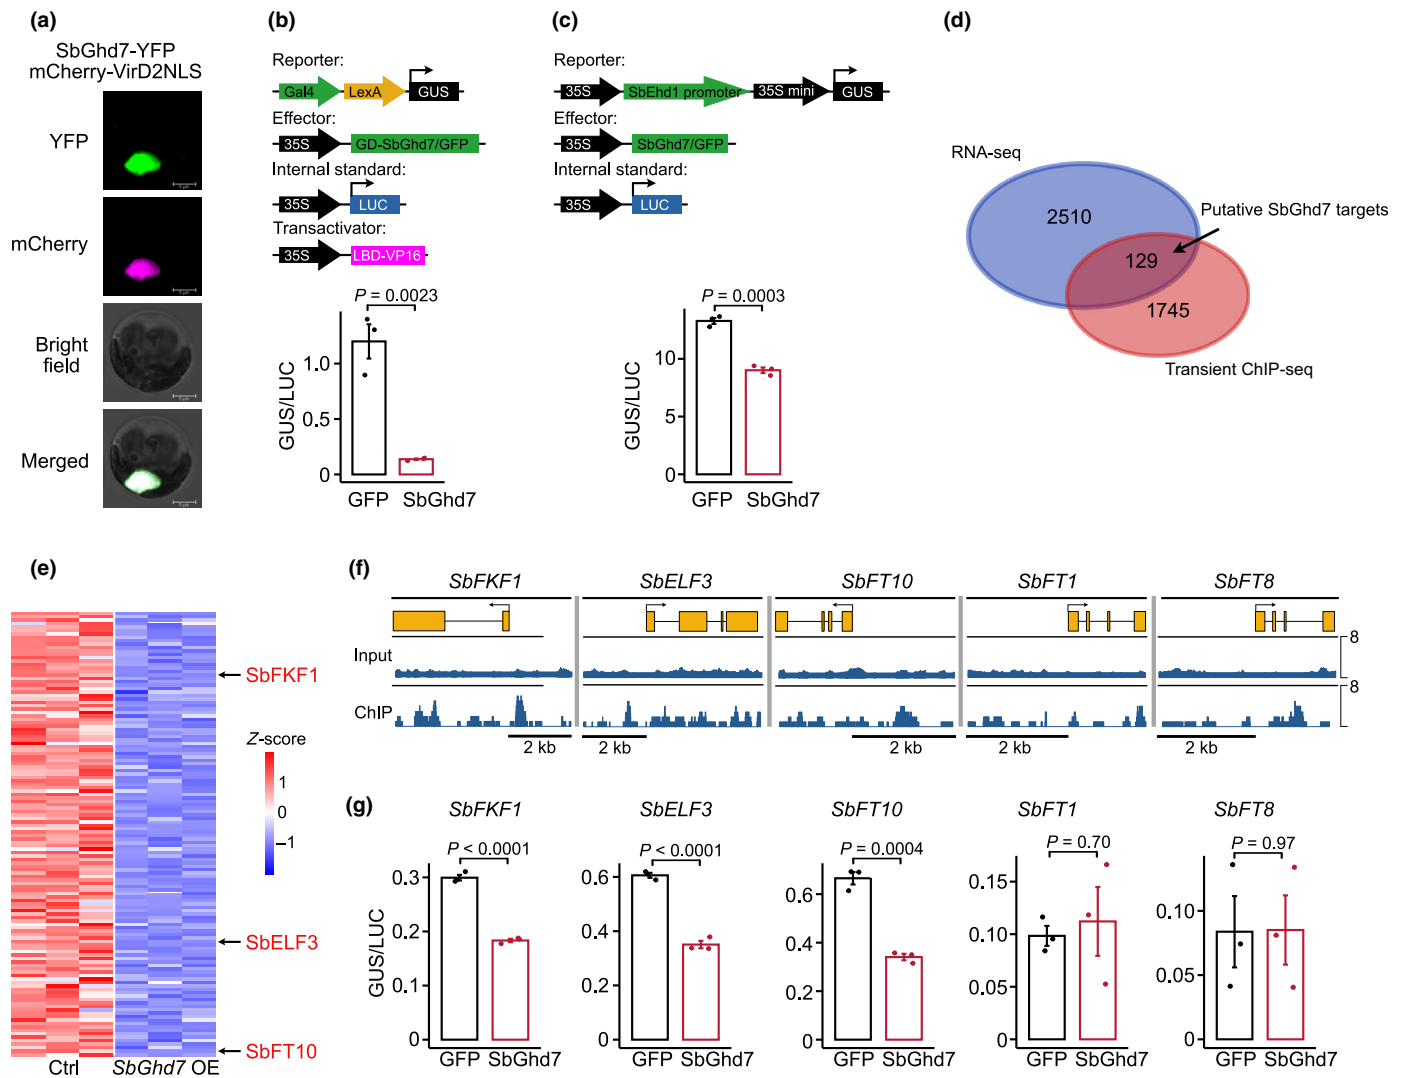 (a)
SbGhd7-YFP
mCherry-VirD2NLS
YFP
mCherry
Bright
field
Merged
(b)
Reporter:
Gal4
LexA
GUS
Effector:
35S
GD-SbGhd7/GFP
Internal standard:
35S
LUC
Transactivator:
35S
LBD-VP16
P = 0.0023
GUS/LUC
1.0
0.5
0
GFP
SbGhd7
(c)
Reporter:
35S
SbEhd1 promoter
35S mini
GUS
Effector:
35S
SbGhd7/GFP
Internal standard:
35S
LUC
P = 0.0003
GUS/LUC
10
5
0
GFP
SbGhd7
(d)
RNA-seq
2510
Putative SbGhd7 targets
129
1745
Transient ChIP-seq
(e)
SbFKF1
SbELF3
SbFT10
Z-score
1
0
−1
Ctrl
SbGhd7 OE
(f)
SbFKF1
SbELF3
SbFT10
SbFT1
SbFT8
Input
8
ChIP
8
2 kb
2 kb
2 kb
2 kb
2 kb
(g)
SbFKF1
P < 0.0001
GUS/LUC
0.3
0.2
0.1
0
GFP SbGhd7
SbELF3
P < 0.0001
0.6
0.4
0.2
0
GFP SbGhd7
SbFT10
P = 0.0004
0.6
0.4
0.2
0
GFP SbGhd7
SbFT1
P = 0.70
0.15
0.10
0.05
0
GFP SbGhd7
SbFT8
P = 0.97
0.10
0.05
0
GFP SbGhd7